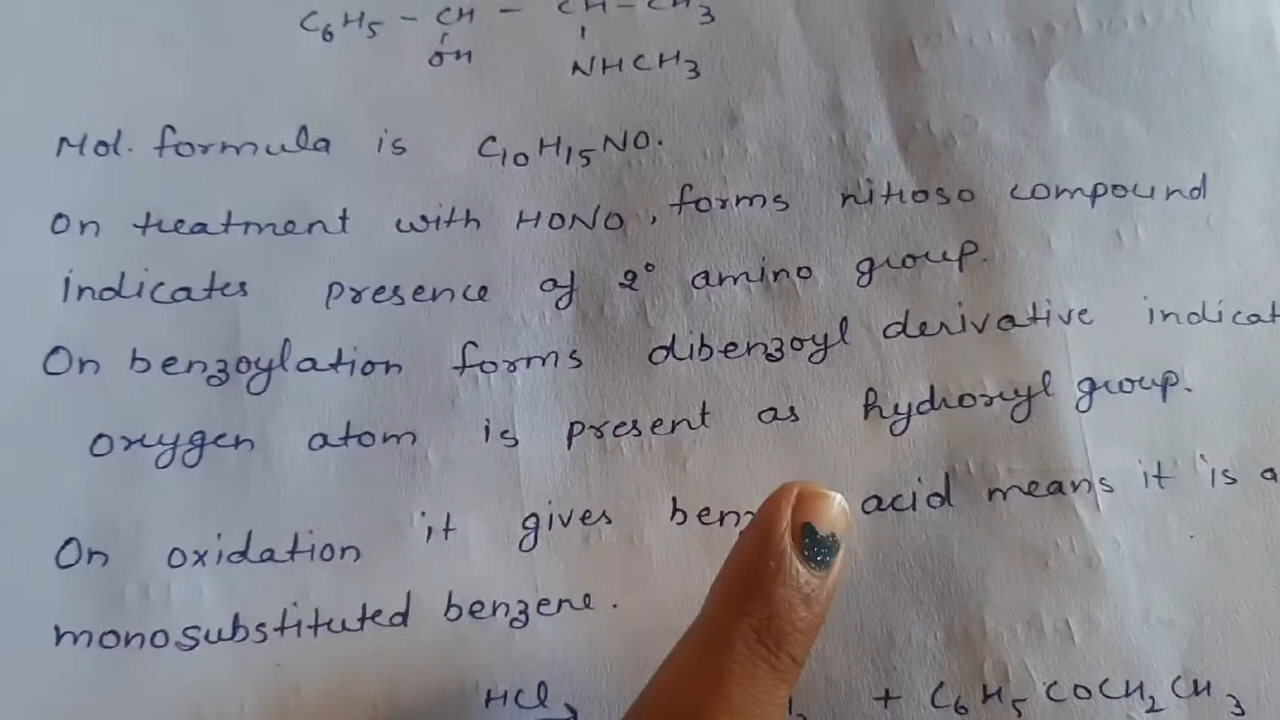 C6H5 - CH - CH - CH3
OH NHCH3
Mol. formula is C10H15NO.
On treatment with HONO, forms nitroso compound
indicates presence of 2° amino group.
On benzoylation forms dibenzoyl derivative indicat
oxygen atom is present as hydroxyl group.
On oxidation it gives acid means it is a
monosubstituted benzene.
HCl + C6H5COCH2CH3